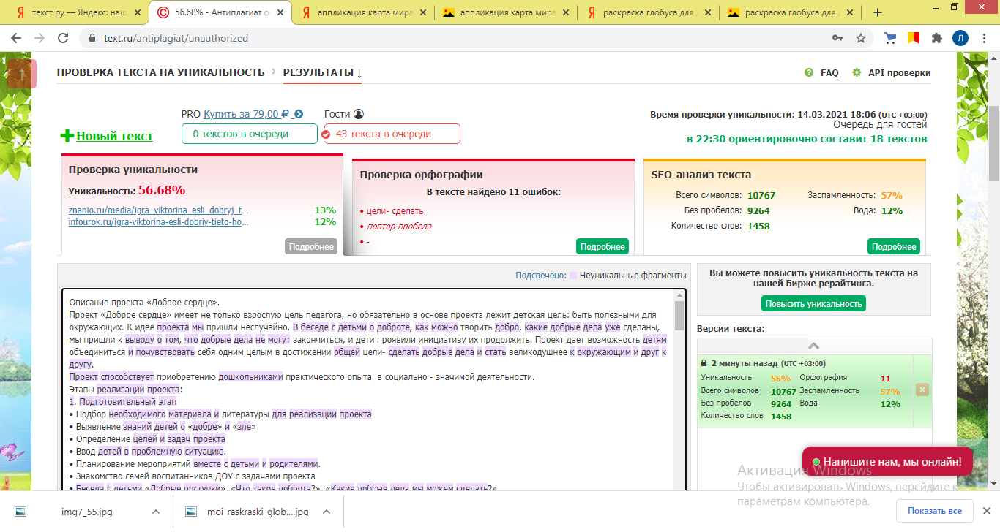 текст ру — Яндекс: наш
56.68% - Антиплагиат о
аппликация карта мира
аппликация карта мира
раскраска глобуса для
раскраска глобуса для
text.ru/antiplagiat/unauthorized
Л
ПРОВЕРКА ТЕКСТА НА УНИКАЛЬНОСТЬ > РЕЗУЛЬТАТЫ ↓
FAQ API проверки
PRO Купить за 79,00 ₽ Гости
Время проверки уникальности: 14.03.2021 18:06 (UTC +03:00)
Очередь для гостей
Новый текст 0 текстов в очереди 43 текста в очереди
в 22:30 ориентировочно составит 18 текстов
Проверка уникальности
Уникальность: 56.68%
znanio.ru/media/igra_viktorina_esli_dobryj_t... 13%
infourok.ru/igra-viktorina-esli-dobriy-tieto-ho... 12%
Подробнее
Проверка орфографии
В тексте найдено 11 ошибок:
• цели- сделать
• повтор пробела
• -
Подробнее
SEO-анализ текста
Всего символов: 10767 Заспамленность: 57%
Без пробелов: 9264 Вода: 12%
Количество слов: 1458
Подробнее
Подсвечено: Неуникальные фрагменты
Описание проекта «Доброе сердце».
Проект «Доброе сердце» имеет не только взрослую цель педагога, но обязательно в основе проекта лежит детская цель: быть полезными для
окружающих. К идее проекта мы пришли неслучайно. В беседе с детьми о доброте, как можно творить добро, какие добрые дела уже сделаны,
мы пришли к выводу о том, что добрые дела не могут закончиться, и дети проявили инициативу их продолжить. Проект дает возможность детям
объединиться и почувствовать себя одним целым в достижении общей цели- сделать добрые дела и стать великодушнее к окружающим и друг к
другу.
Проект способствует приобретению дошкольниками практического опыта в социально - значимой деятельности.
Этапы реализации проекта:
1. Подготовительный этап
• Подбор необходимого материала и литературы для реализации проекта
• Выявление знаний детей о «добре» и «зле»
• Определение целей и задач проекта
• Ввод детей в проблемную ситуацию.
• Планирование мероприятий вместе с детьми и родителями.
• Знакомство семей воспитанников ДОУ с задачами проекта
• Беседа с детьми «Добрые поступки», «Что такое доброта?», «Какие добрые дела мы можем сделать?»
Вы можете повысить уникальность текста на
нашей Бирже рерайтинга.
Повысить уникальность
Версии текста:
2 минуты назад (UTC +03:00)
Уникальность 56% Орфография 11
Всего символов 10767 Заспамленность 57%
Без пробелов 9264 Вода 12%
Количество слов 1458
Напишите нам, мы онлайн!
Активация Windows
Чтобы активировать Windows, перейдите к
параметрам компьютера.
img7_55.jpg
moi-raskraski-glob....jpg
Показать все